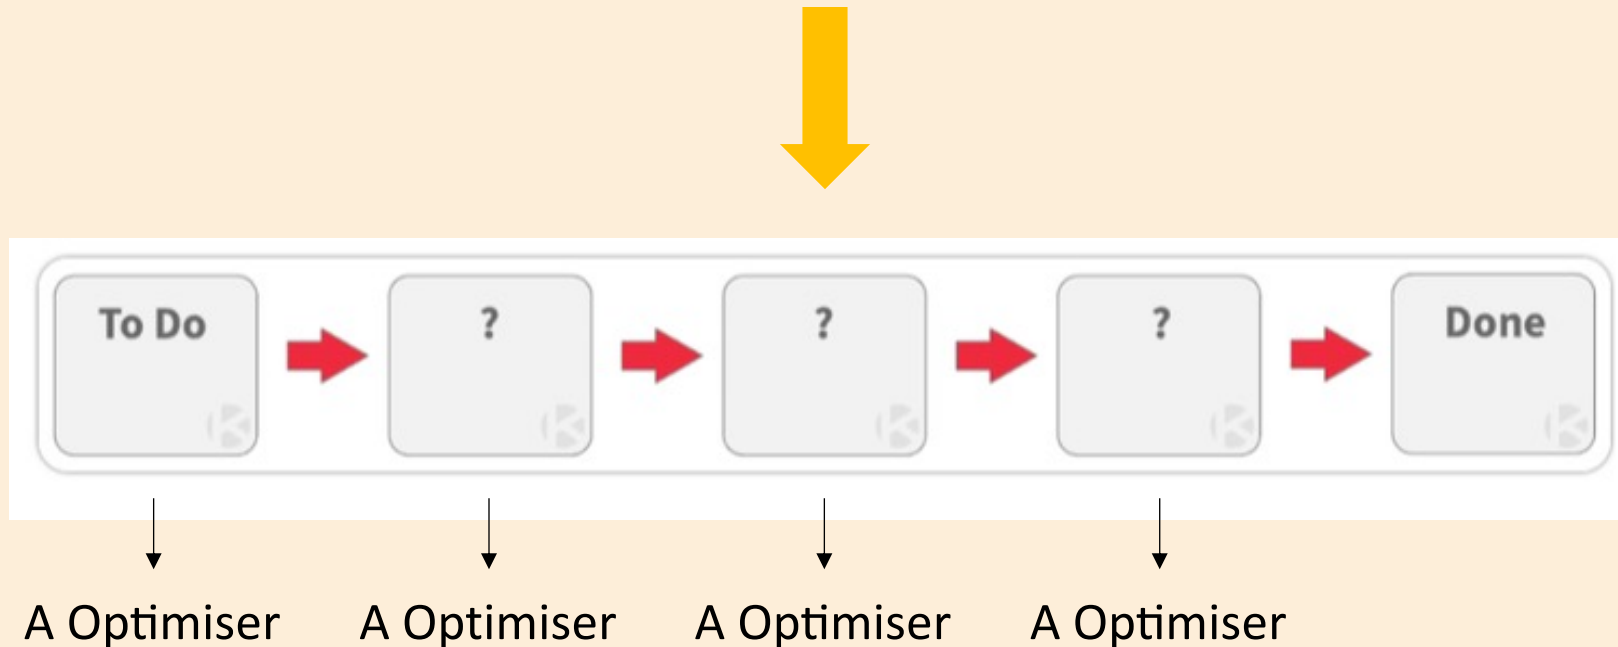 To Do ? ? ? Done
A Optimiser A Optimiser A Optimiser A Optimiser